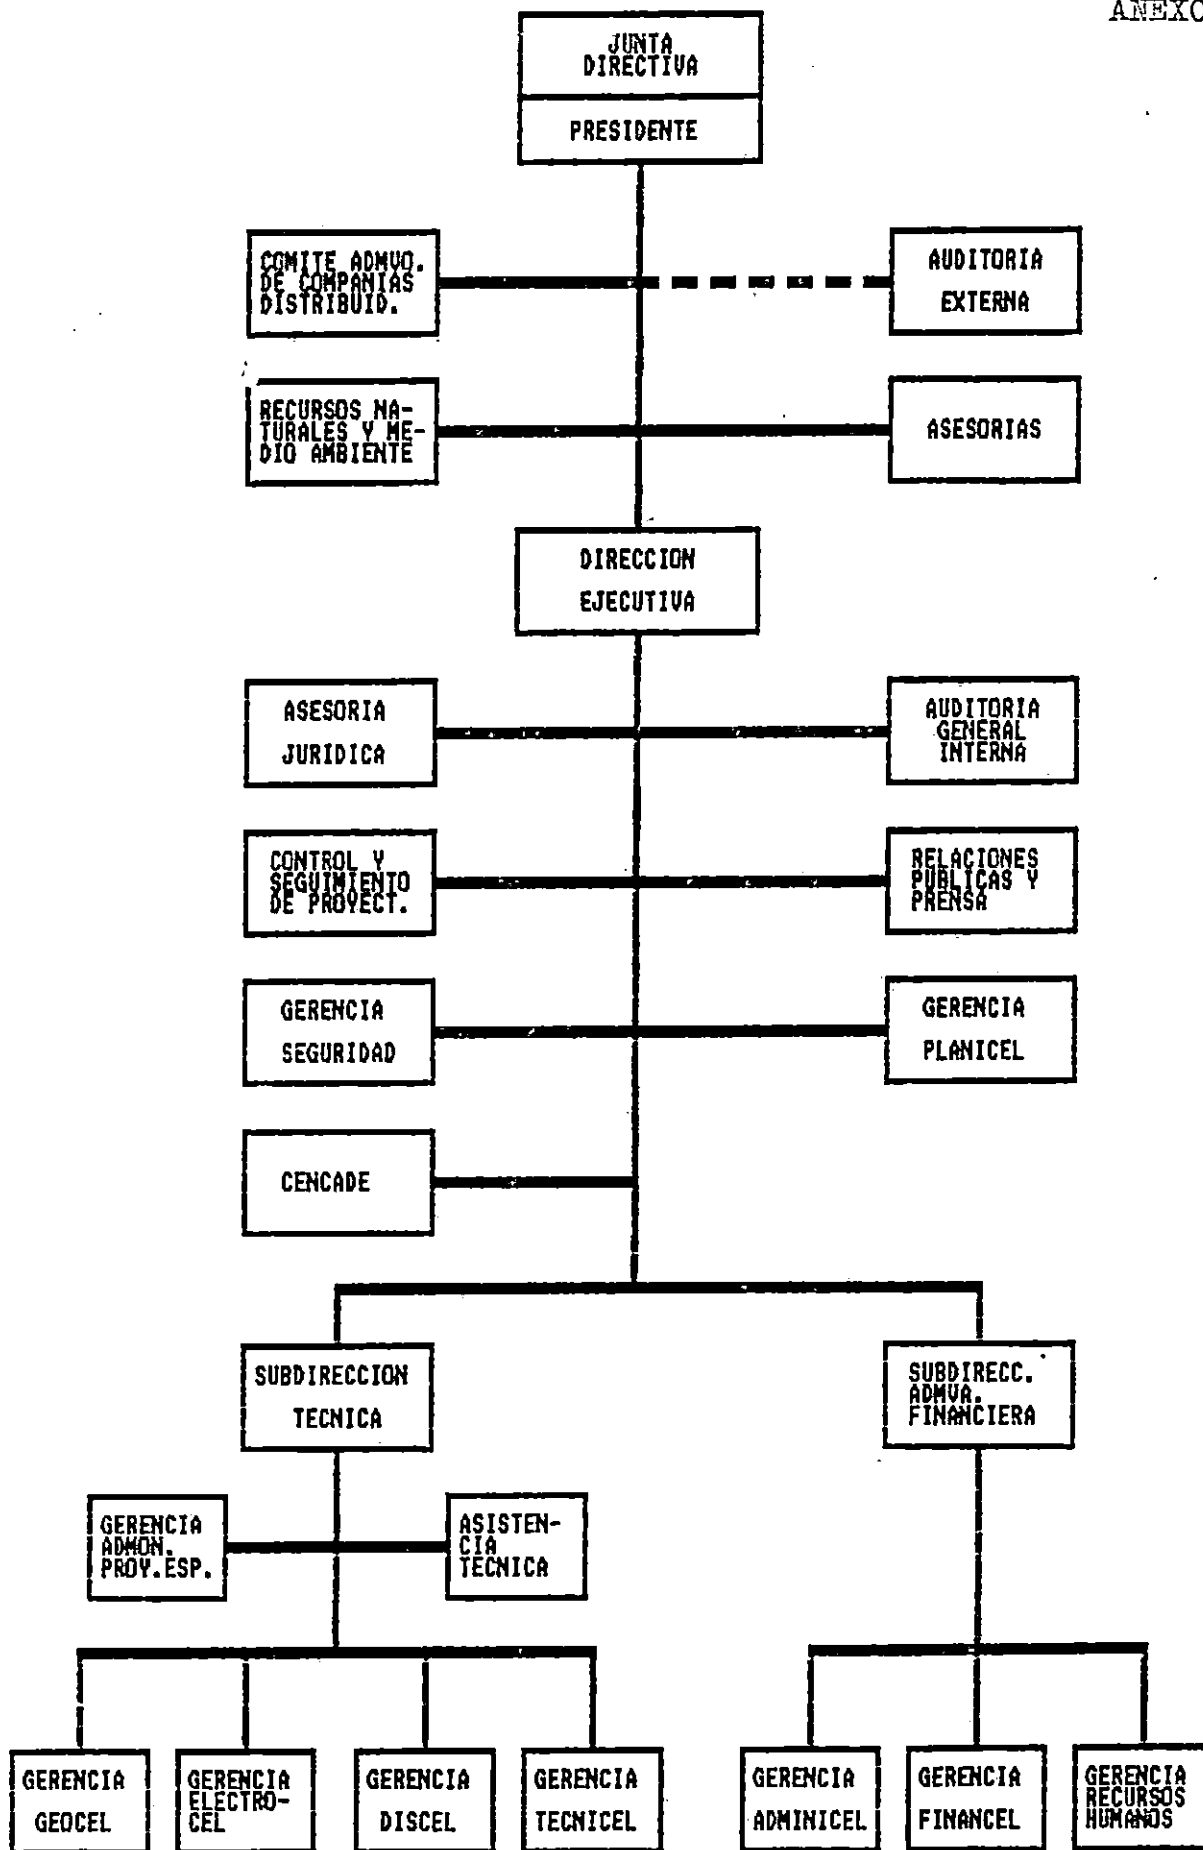 ANEXO
JUNTA
DIRECTIVA
PRESIDENTE
COMITE ADMVO.
DE COMPANIAS
DISTRIBUID.
AUDITORIA
EXTERNA
RECURSOS NA-
TURALES Y ME-
DIO AMBIENTE
ASESORIAS
DIRECCION
EJECUTIVA
ASESORIA
JURIDICA
AUDITORIA
GENERAL
INTERNA
CONTROL Y
SEGUIMIENTO
DE PROYECT.
RELACIONES
PUBLICAS Y
PRENSA
GERENCIA
SEGURIDAD
GERENCIA
PLANICEL
CENCADE
SUBDIRECCION
TECNICA
SUBDIRECC.
ADMVA.
FINANCIERA
GERENCIA
ADMON.
PROY.ESP.
ASISTEN-
CIA
TECNICA
GERENCIA
GEOCEL
GERENCIA
ELECTRO-
CEL
GERENCIA
DISCEL
GERENCIA
TECNICEL
GERENCIA
ADMINICEL
GERENCIA
FINANCEL
GERENCIA
RECURSOS
HUMANOS